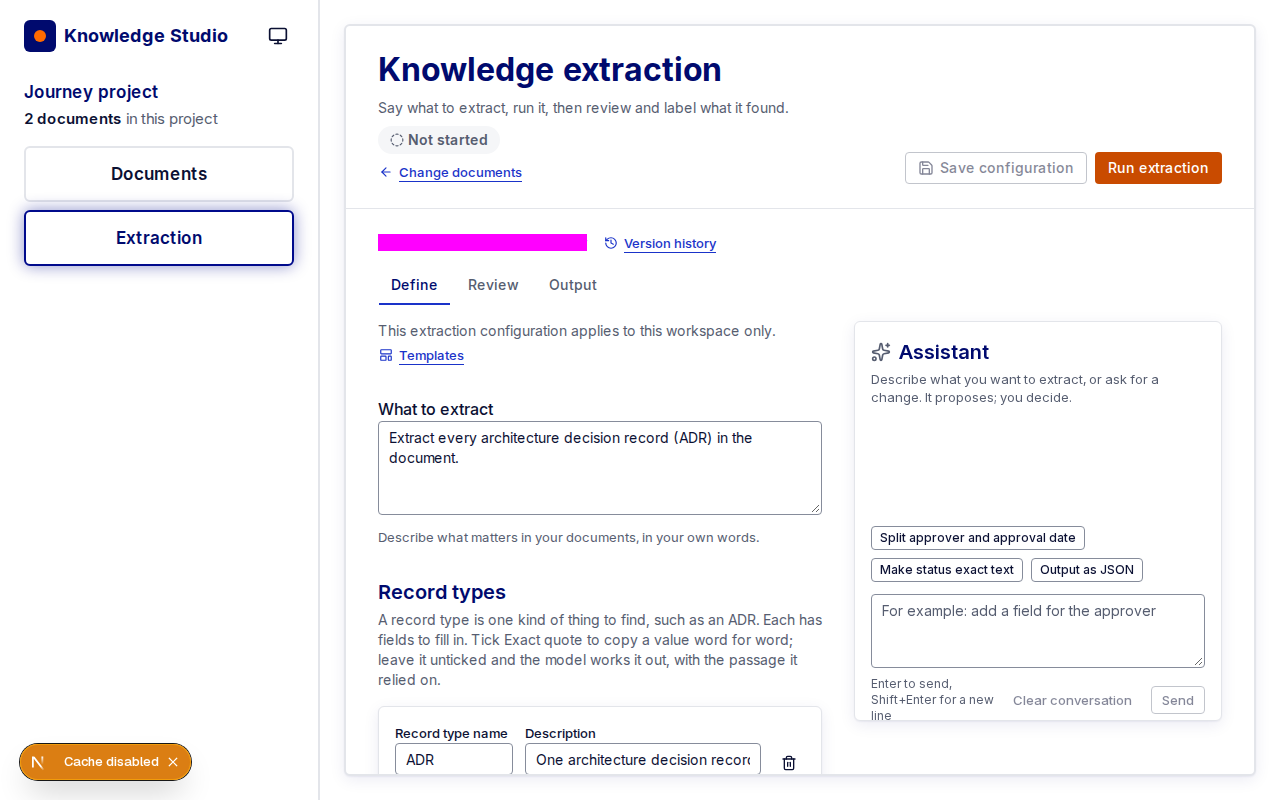 Knowledge Studio
Journey project
2 documents in this project
Documents
Extraction
Cache disabled
Knowledge extraction
Say what to extract, run it, then review and label what it found.
Not started
Change documents
Save configuration
Run extraction
Version history
Define
Review
Output
This extraction configuration applies to this workspace only.
Templates
What to extract
Extract every architecture decision record (ADR) in the
document.
Describe what matters in your documents, in your own words.
Record types
A record type is one kind of thing to find, such as an ADR. Each has
fields to fill in. Tick Exact quote to copy a value word for word;
leave it unticked and the model works it out, with the passage it
relied on.
Record type name
Description
ADR
One architecture decision record
Assistant
Describe what you want to extract, or ask for a
change. It proposes; you decide.
Split approver and approval date
Make status exact text
Output as JSON
For example: add a field for the approver
Enter to send,
Shift+Enter for a new
line
Clear conversation
Send